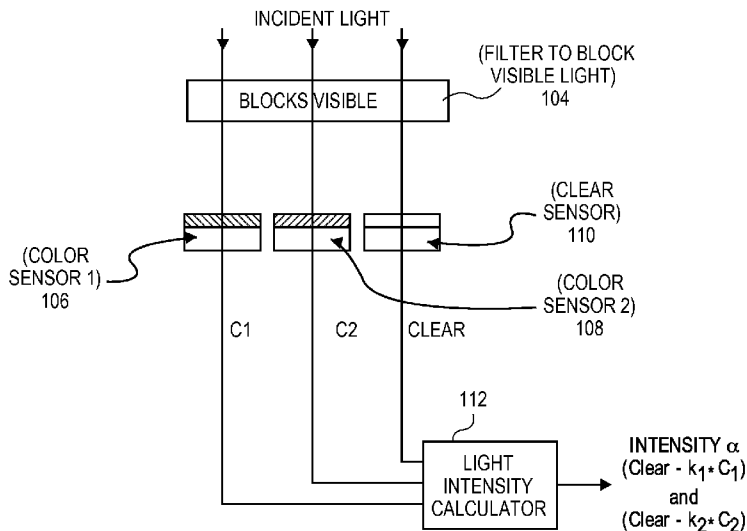 INCIDENT LIGHT
(FILTER TO BLOCK
VISIBLE LIGHT)
104
BLOCKS VISIBLE
(CLEAR
SENSOR)
110
(COLOR
SENSOR 1)
106
(COLOR
SENSOR 2)
108
C1
C2
CLEAR
112
LIGHT
INTENSITY
CALCULATOR
INTENSITY α
(Clear - k₁* C₁)
and
(Clear - k₂* C₂)